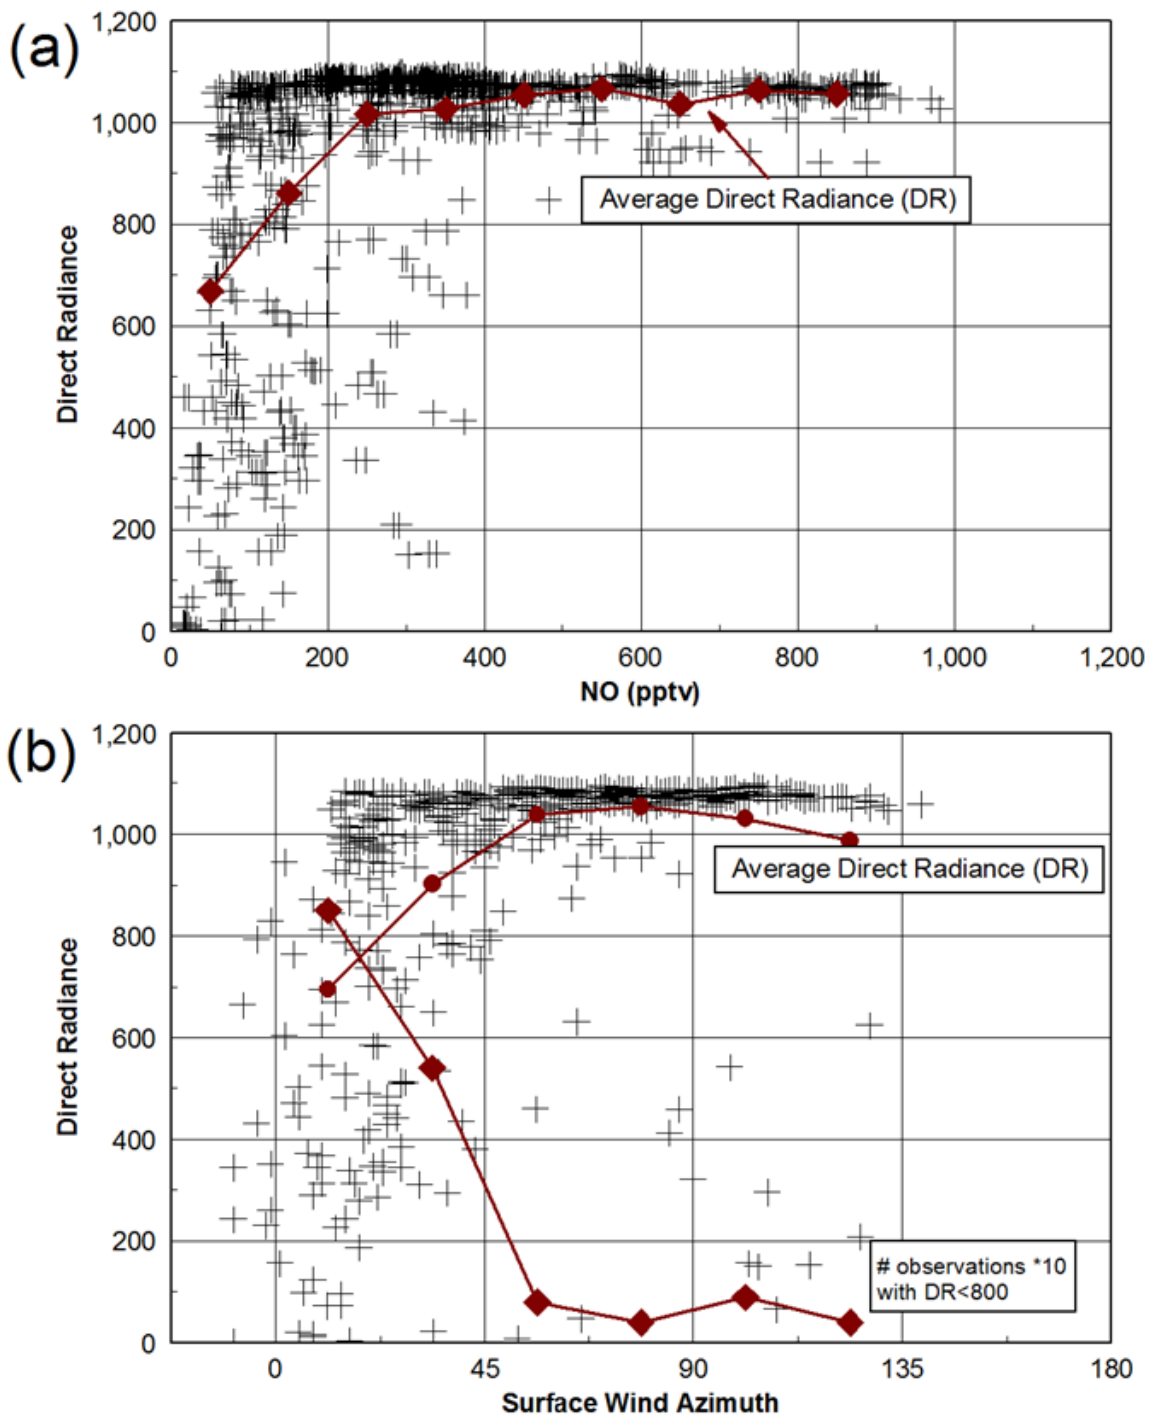 (a)
1,200
1,000
800
600
400
200
0
Direct Radiance
Average Direct Radiance (DR)
0 200 400 600 800 1,000 1,200
NO (pptv)
(b)
1,200
1,000
800
600
400
200
0
Direct Radiance
Average Direct Radiance (DR)
# observations *10
with DR<800
0 45 90 135 180
Surface Wind Azimuth